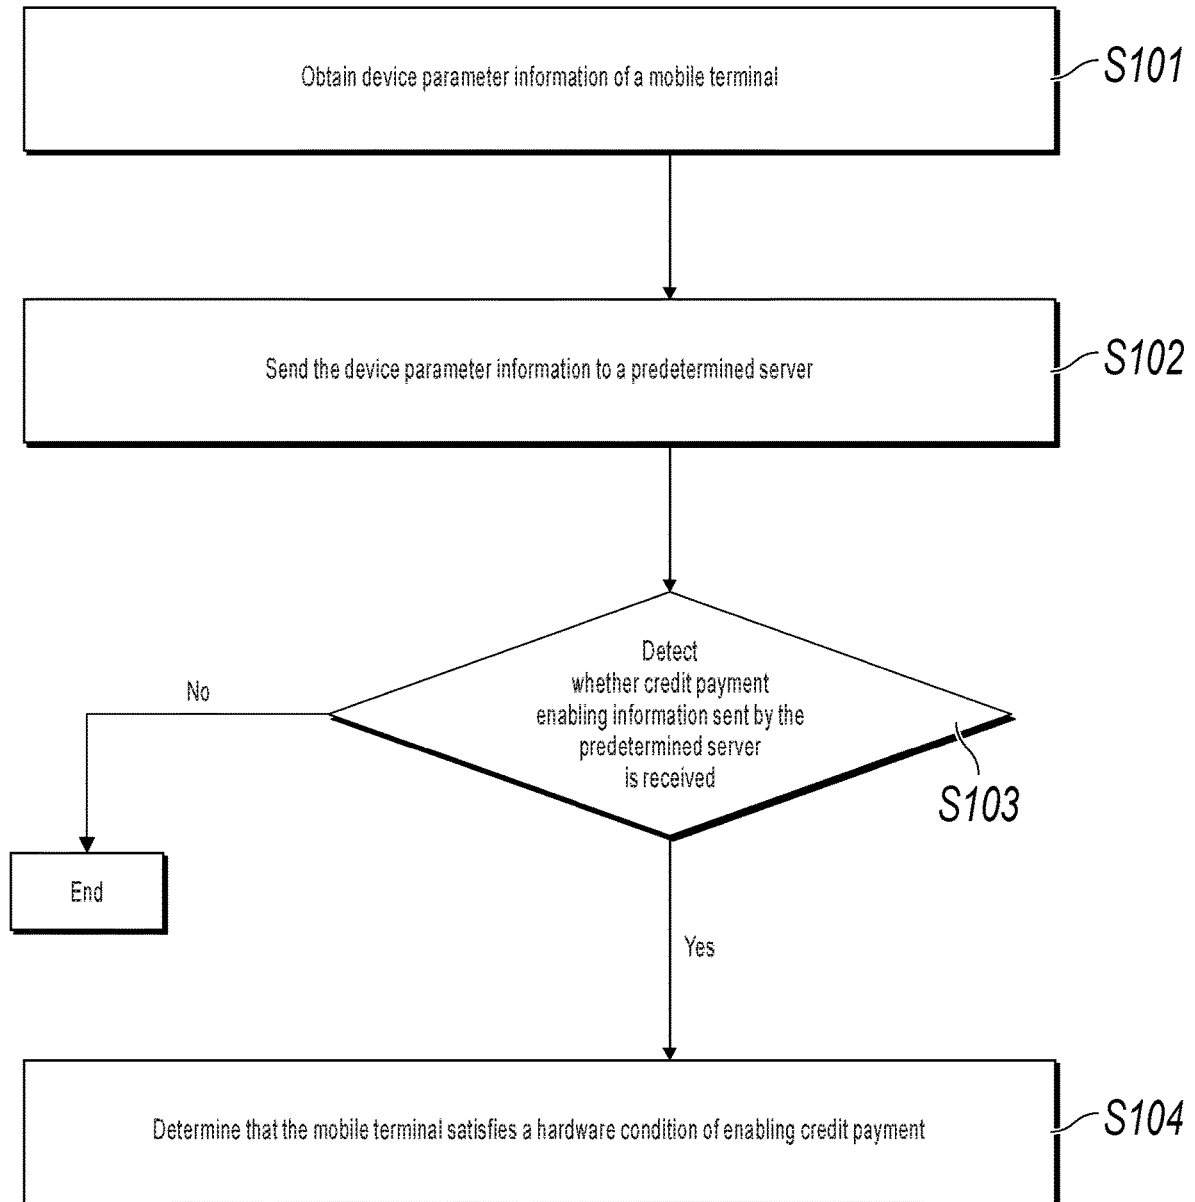 Obtain device parameter information of a mobile terminal
S101
Send the device parameter information to a predetermined server
S102
Detect
whether credit payment
enabling information sent by the
predetermined server
is received
S103
No
End
Yes
Determine that the mobile terminal satisfies a hardware condition of enabling credit payment
S104